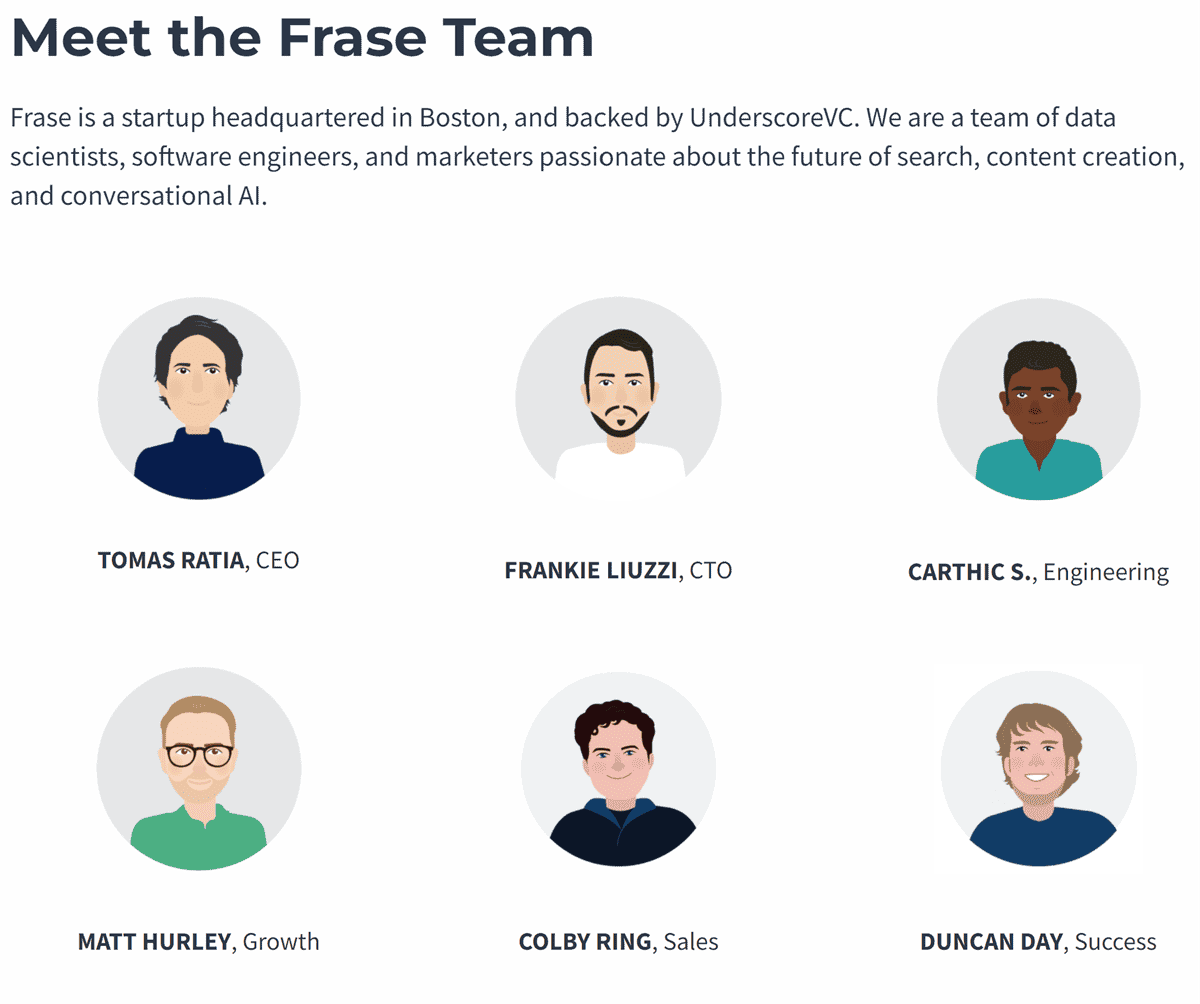 Meet the Frase Team
Frase is a startup headquartered in Boston, and backed by UnderscoreVC. We are a team of data
scientists, software engineers, and marketers passionate about the future of search, content creation,
and conversational AI.
TOMAS RATIA, CEO
FRANKIE LIUZZI, CTO
CARTHIC S., Engineering
MATT HURLEY, Growth
COLBY RING, Sales
DUNCAN DAY, Success